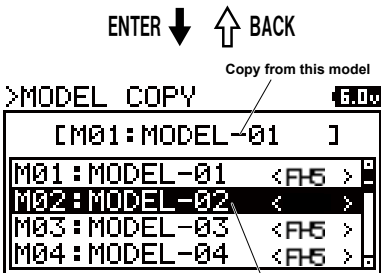 ENTER BACK
Copy from this model
>MODEL COPY 6.0v
[M01:MODEL-01 ]
M01:MODEL-01 <FH5 >
M02:MODEL-02 < >
M03:MODEL-03 <FH5 >
M04:MODEL-04 <FH5 >